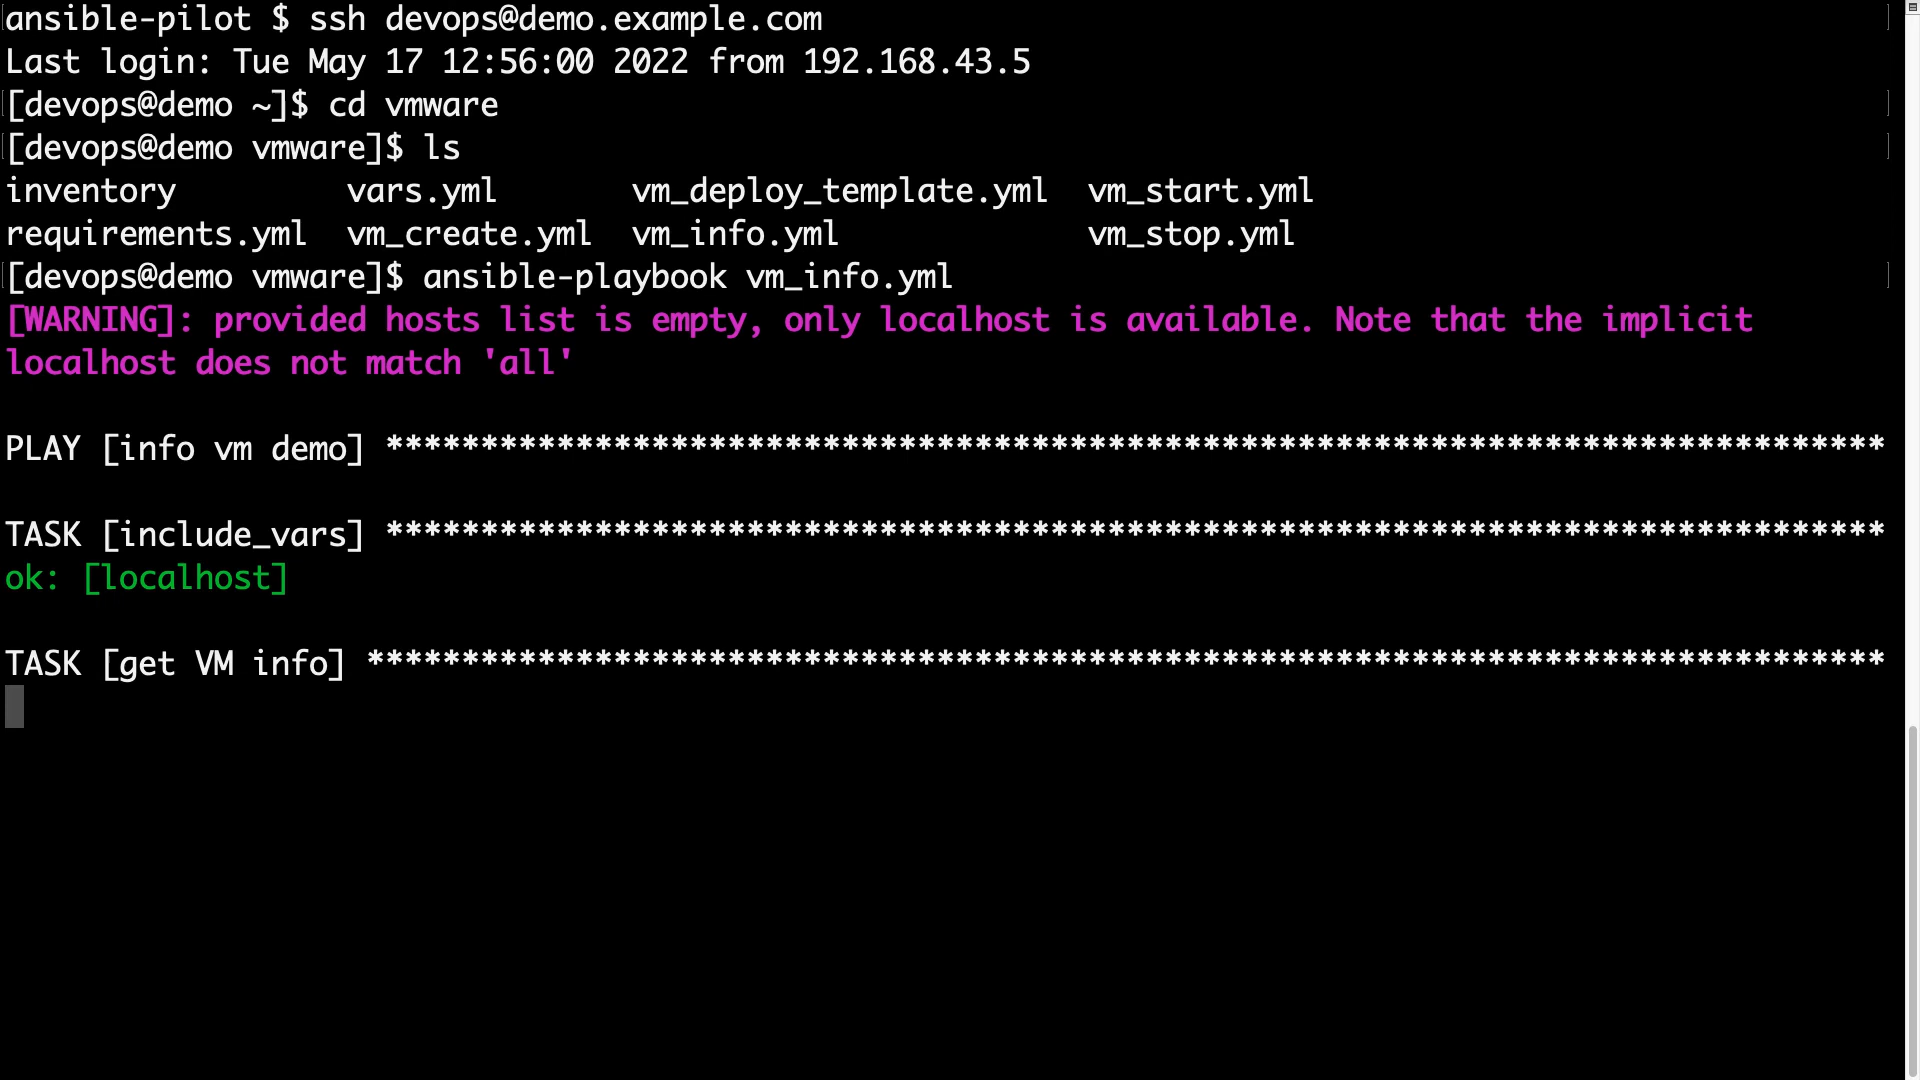 ansible-pilot $ ssh devops@demo.example.com
Last login: Tue May 17 12:56:00 2022 from 192.168.43.5
[devops@demo ~]$ cd vmware
[devops@demo vmware]$ ls
inventory         vars.yml       vm_deploy_template.yml  vm_start.yml
requirements.yml  vm_create.yml  vm_info.yml             vm_stop.yml
[devops@demo vmware]$ ansible-playbook vm_info.yml
[WARNING]: provided hosts list is empty, only localhost is available. Note that the implicit
localhost does not match 'all'
PLAY [info vm demo] *******************************************************************************
TASK [include_vars] *******************************************************************************
ok: [localhost]
TASK [get VM info] ********************************************************************************